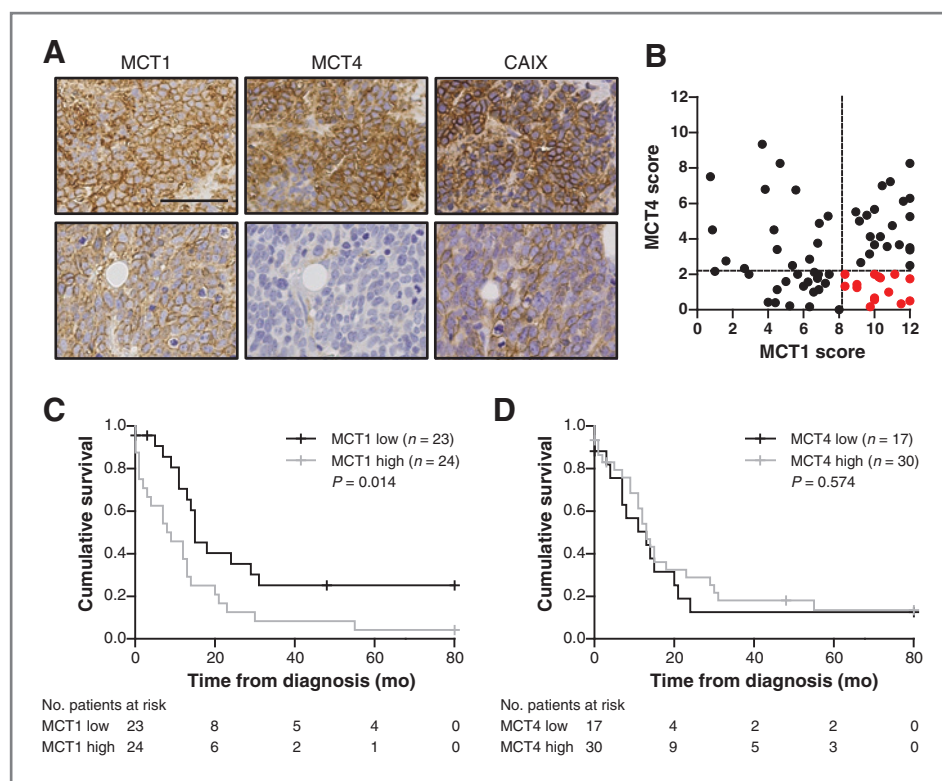 A
MCT1 MCT4 CAIX
B
12
10
8
6
4
2
0
MCT4 score
0 2 4 6 8 10 12
MCT1 score
C
1.0
0.8
0.6
0.4
0.2
0.0
Cumulative survival
MCT1 low (n = 23)
MCT1 high (n = 24)
P = 0.014
0 20 40 60 80
Time from diagnosis (mo)
No. patients at risk
MCT1 low 23 8 5 4 0
MCT1 high 24 6 2 1 0
D
1.0
0.8
0.6
0.4
0.2
0.0
Cumulative survival
MCT4 low (n = 17)
MCT4 high (n = 30)
P = 0.574
0 20 40 60 80
Time from diagnosis (mo)
No. patients at risk
MCT4 low 17 4 2 2 0
MCT4 high 30 9 5 3 0